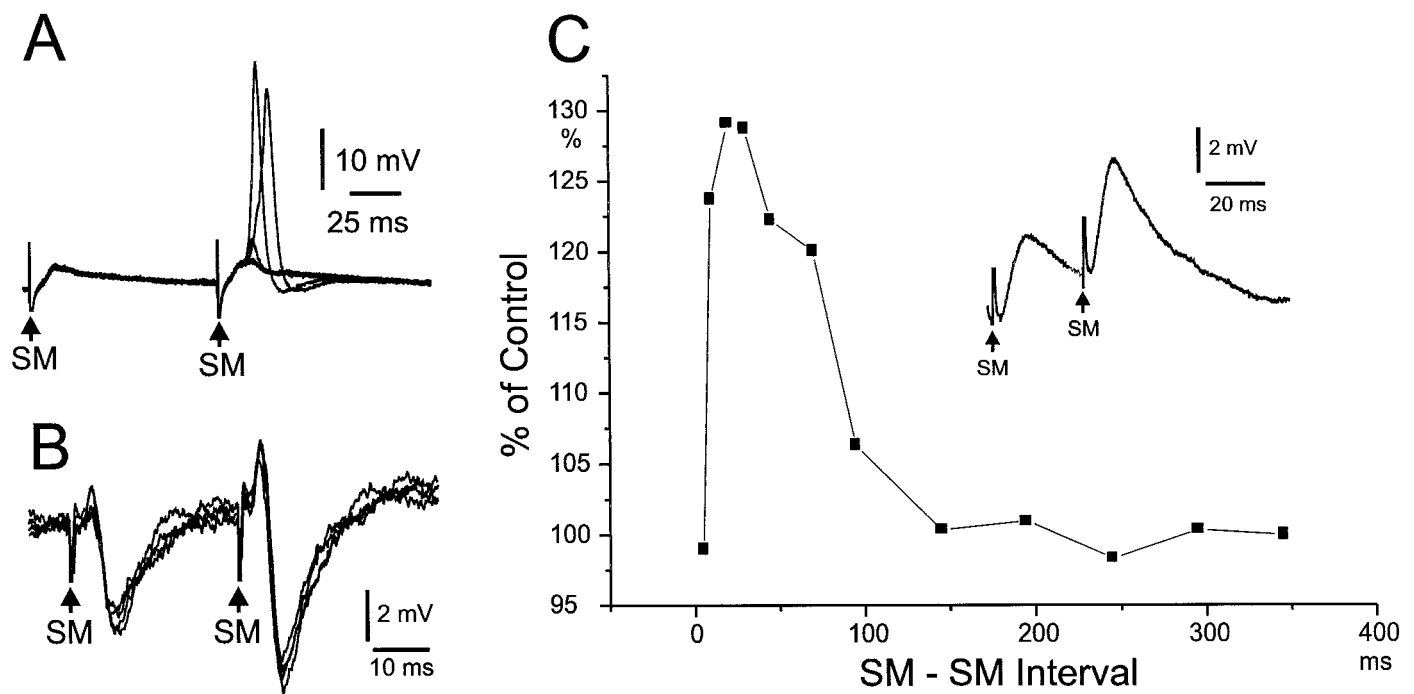 A
10 mV
25 ms
SM
SM
B
SM
SM
2 mV
10 ms
C
% of Control
130
%
125
120
115
110
105
100
95
2 mV
20 ms
SM
SM
0
100
200
300
400
ms
SM - SM Interval